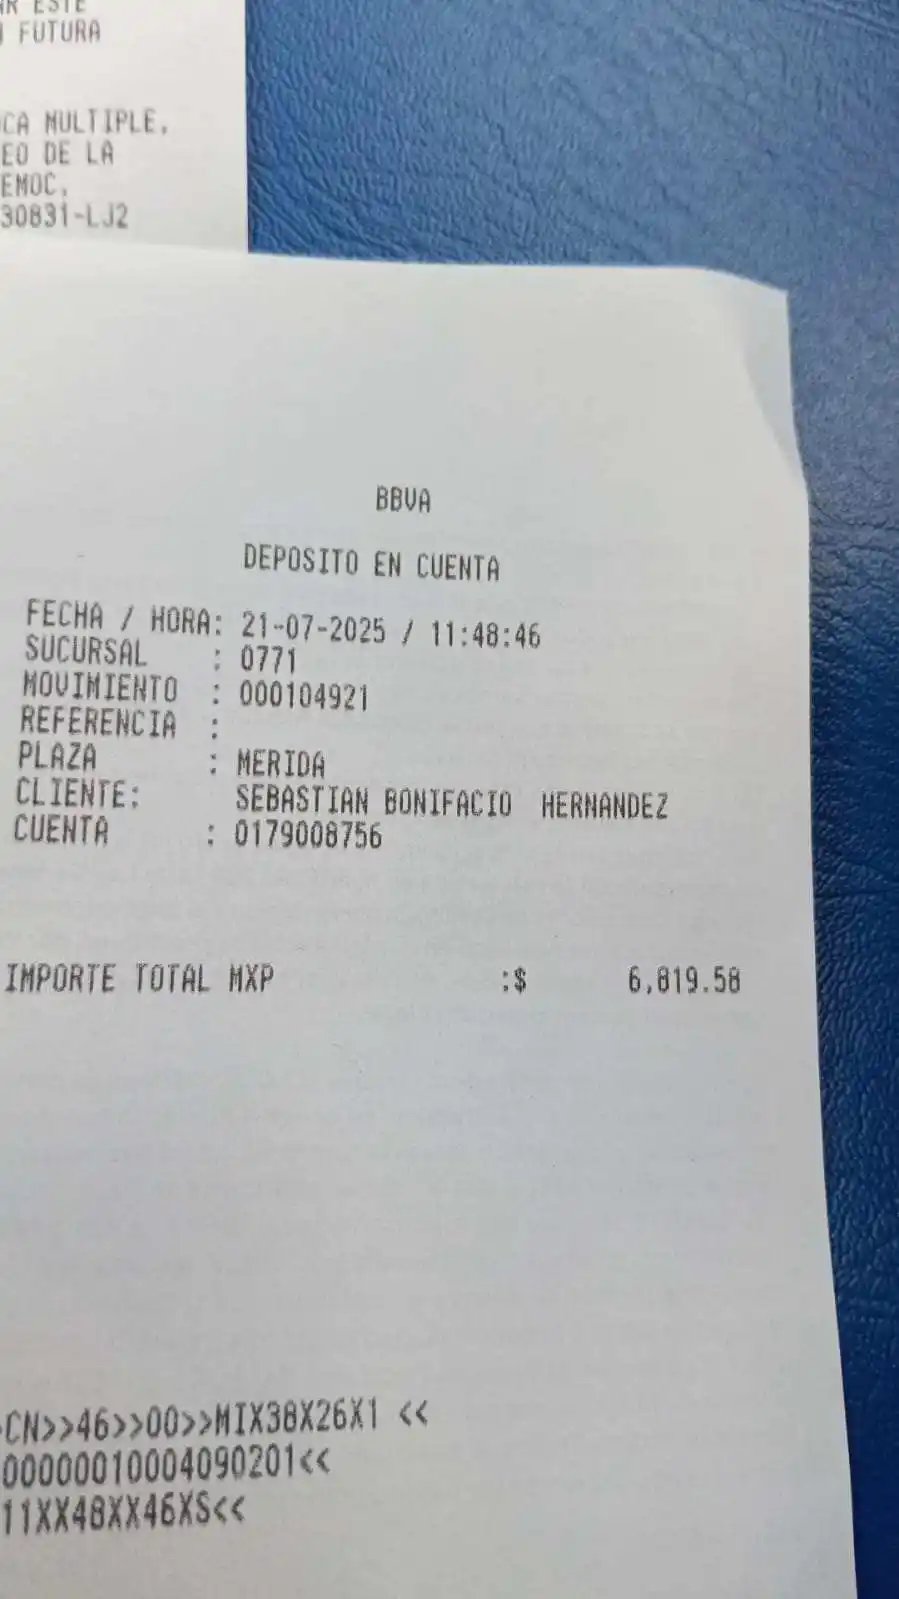 ESTE
FUTURA
CA MULTIPLE,
EO DE LA
EMOC,
30831-LJ2
BBVA
DEPOSITO EN CUENTA
FECHA / HORA: 21-07-2025 / 11:48:46
SUCURSAL : 0771
MOVIMIENTO : 000104921
REFERENCIA :
PLAZA : MERIDA
CLIENTE: SEBASTIAN BONIFACIO HERNANDEZ
CUENTA : 0179008756
IMPORTE TOTAL MXP :$ 6,819.58
CN>>46>>00>>MIX38X26X1 <<
00000010004090201<<
11XX48XX46XS<<